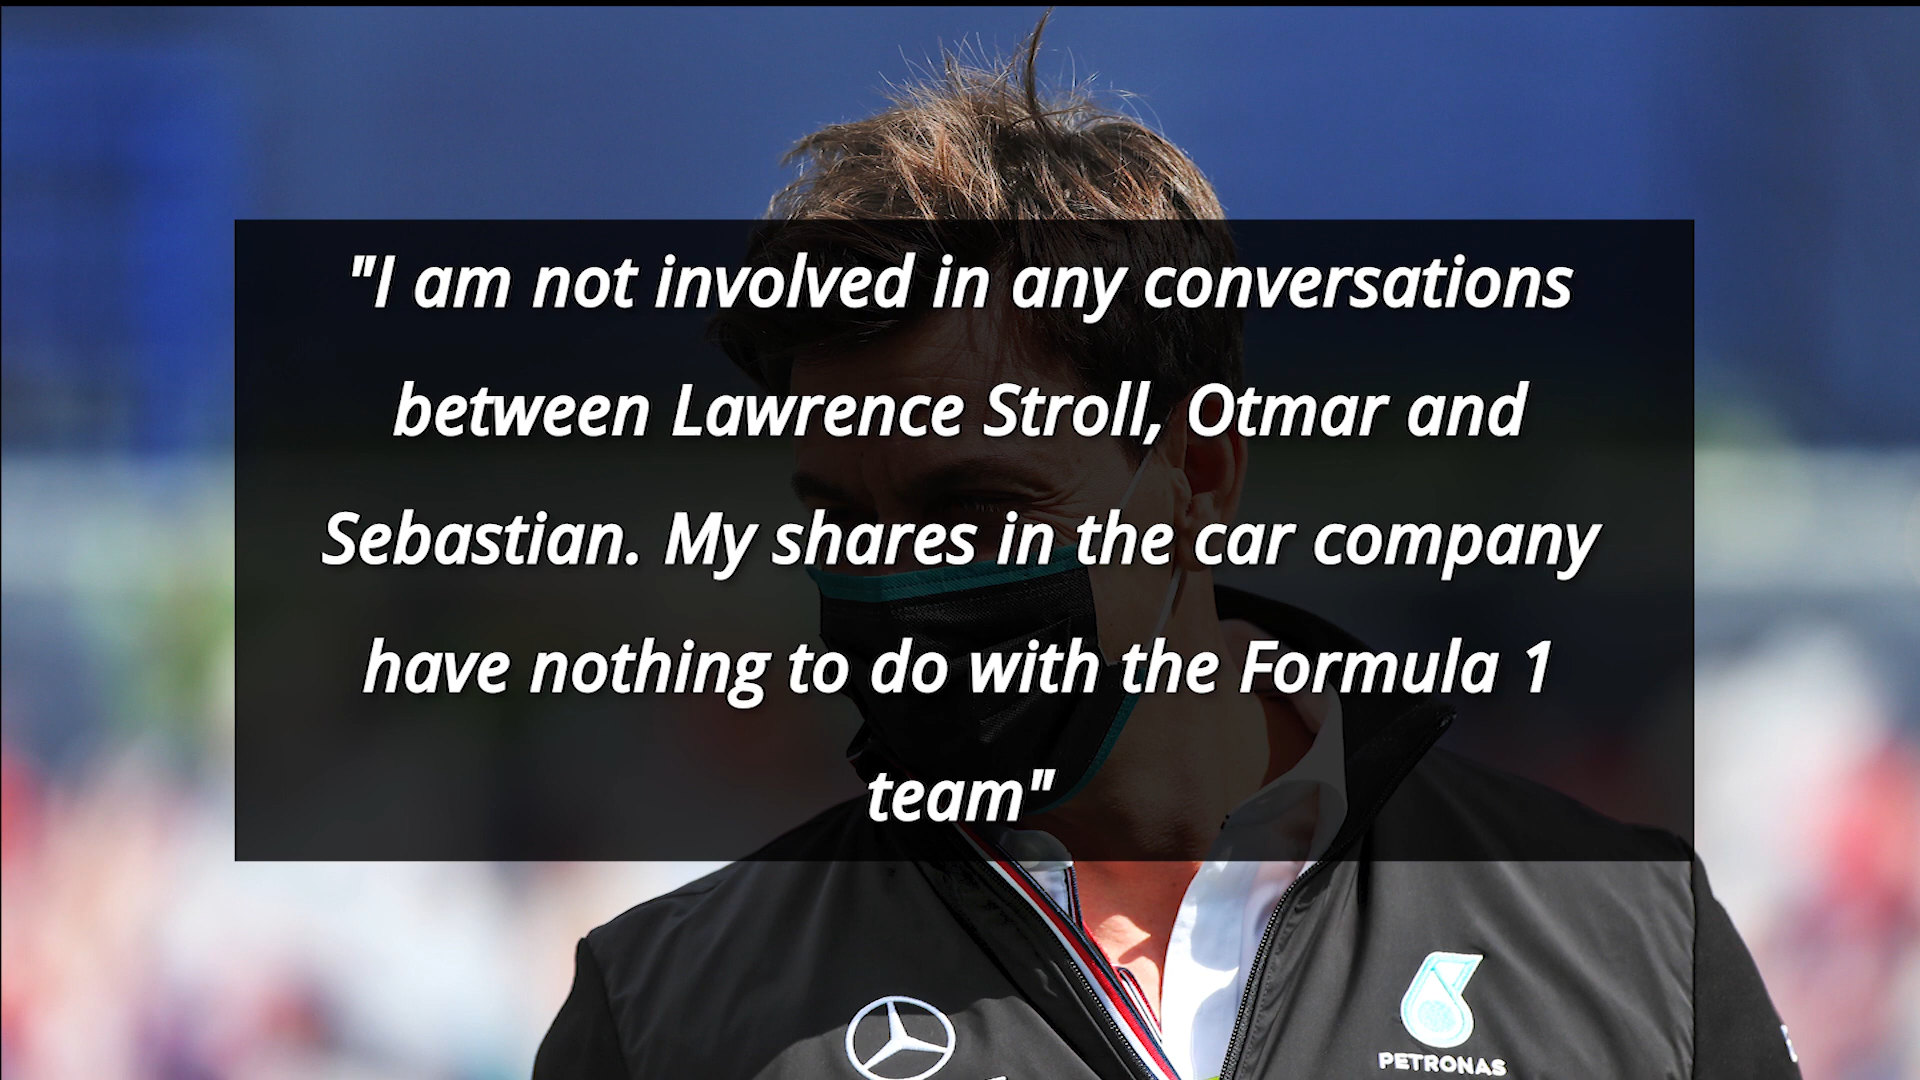 "I am not involved in any conversations
between Lawrence Stroll, Otmar and
Sebastian. My shares in the car company
have nothing to do with the Formula 1
team"
PETRONAS